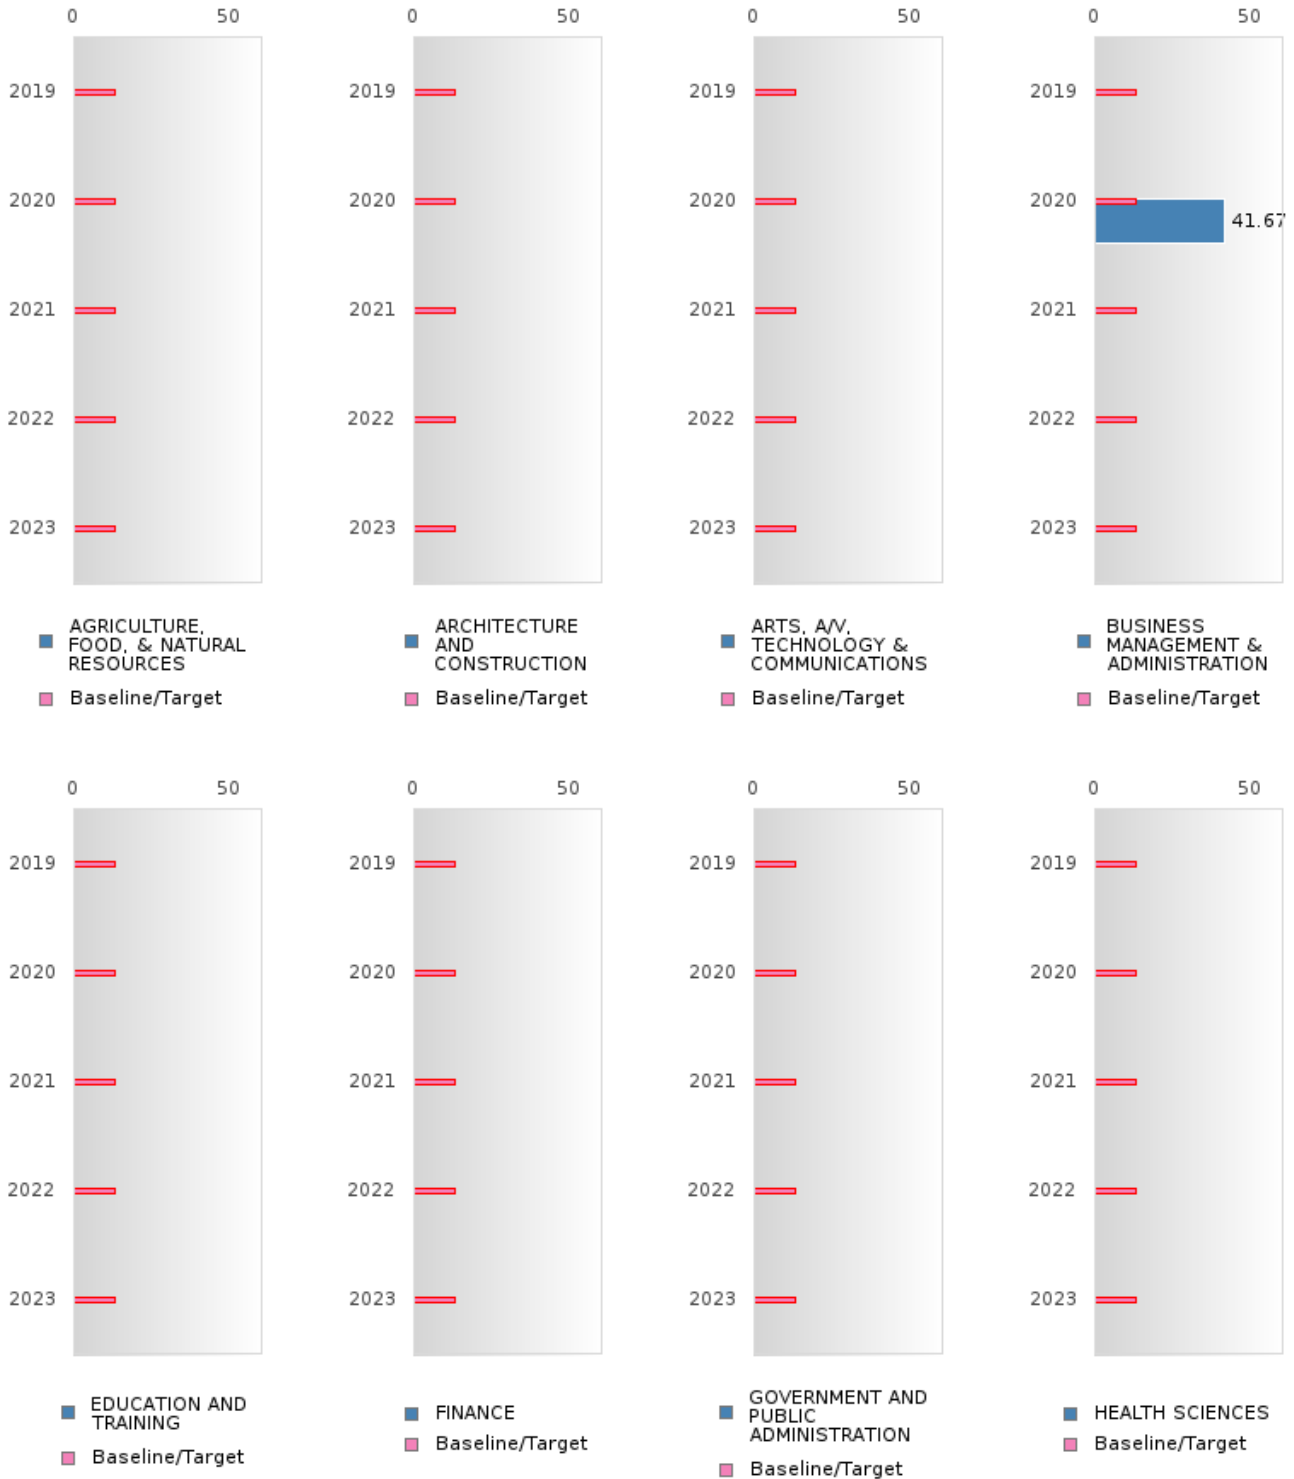 0 50 0 50 0 50 0 50
2019 2019 2019 2019
2020 2020 2020 2020
41.67
2021 2021 2021 2021
2022 2022 2022 2022
2023 2023 2023 2023
AGRICULTURE,
FOOD, & NATURAL
RESOURCES
Baseline/Target
ARCHITECTURE
AND
CONSTRUCTION
Baseline/Target
ARTS, A/V,
TECHNOLOGY &
COMMUNICATIONS
Baseline/Target
BUSINESS
MANAGEMENT &
ADMINISTRATION
Baseline/Target
0 50 0 50 0 50 0 50
2019 2019 2019 2019
2020 2020 2020 2020
2021 2021 2021 2021
2022 2022 2022 2022
2023 2023 2023 2023
EDUCATION AND
TRAINING
Baseline/Target
FINANCE
Baseline/Target
GOVERNMENT AND
PUBLIC
ADMINISTRATION
Baseline/Target
HEALTH SCIENCES
Baseline/Target